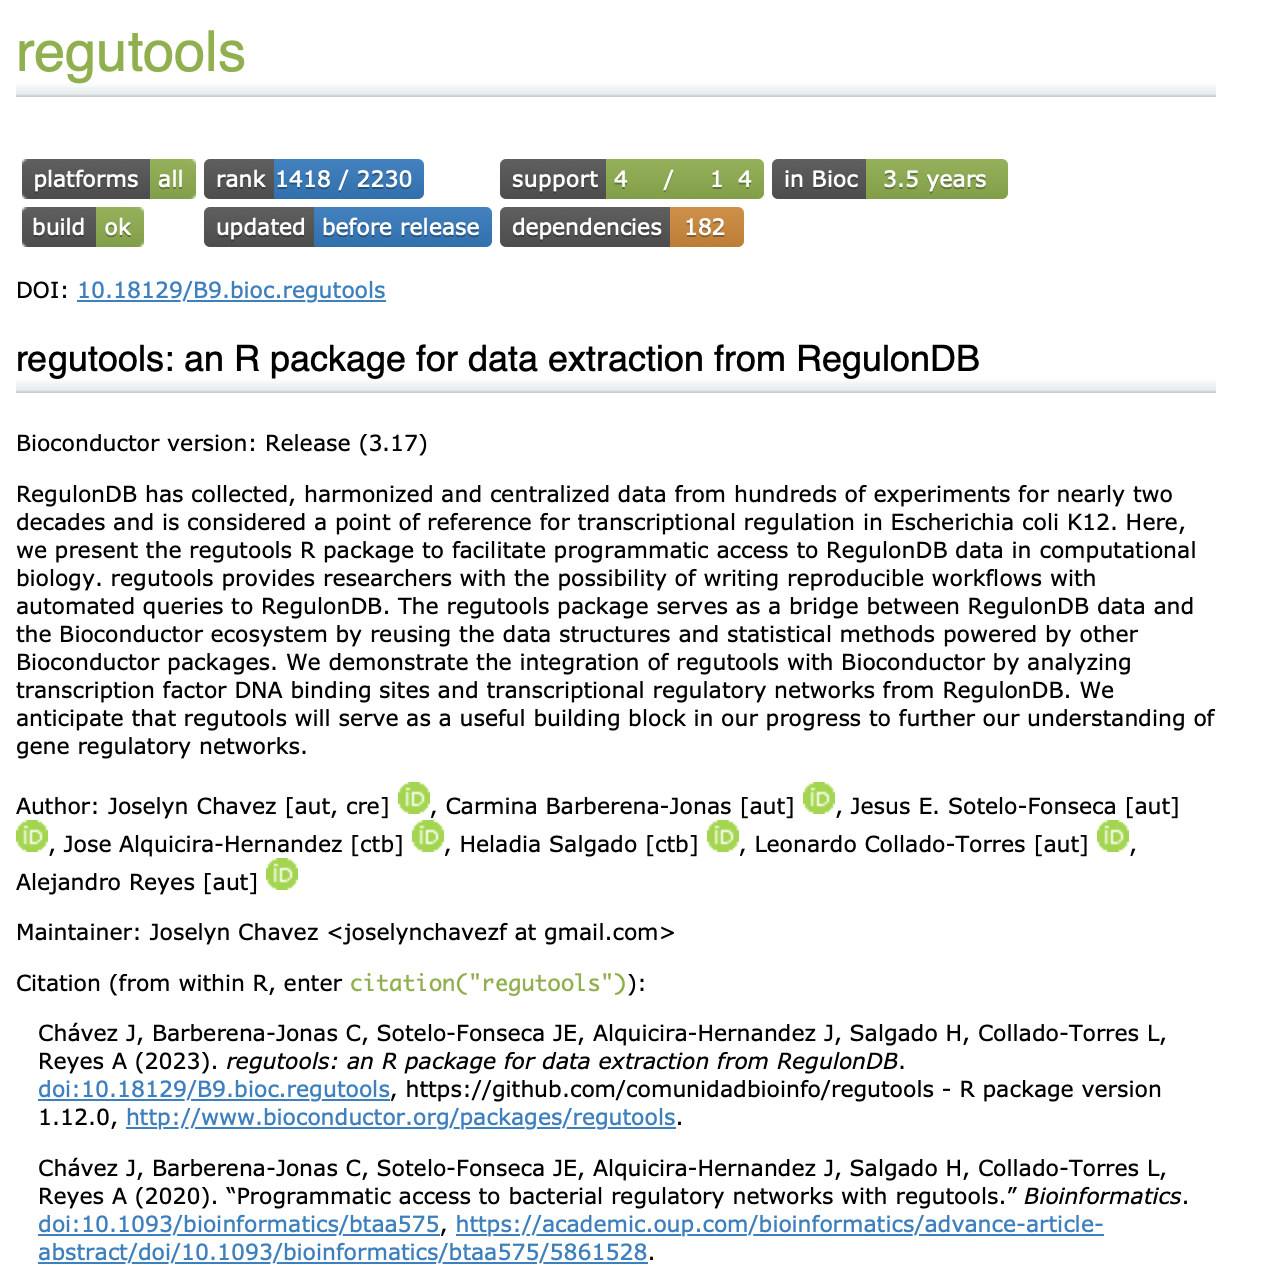 regutools
platforms all rank 1418 / 2230 support 4 / 1 4 in Bioc 3.5 years
build ok updated before release dependencies 182
DOI: 10.18129/B9.bioc.regutools
regutools: an R package for data extraction from RegulonDB
Bioconductor version: Release (3.17)
RegulonDB has collected, harmonized and centralized data from hundreds of experiments for nearly two
decades and is considered a point of reference for transcriptional regulation in Escherichia coli K12. Here,
we present the regutools R package to facilitate programmatic access to RegulonDB data in computational
biology. regutools provides researchers with the possibility of writing reproducible workflows with
automated queries to RegulonDB. The regutools package serves as a bridge between RegulonDB data and
the Bioconductor ecosystem by reusing the data structures and statistical methods powered by other
Bioconductor packages. We demonstrate the integration of regutools with Bioconductor by analyzing
transcription factor DNA binding sites and transcriptional regulatory networks from RegulonDB. We
anticipate that regutools will serve as a useful building block in our progress to further our understanding of
gene regulatory networks.
Author: Joselyn Chavez [aut, cre] iD, Carmina Barberena-Jonas [aut] iD, Jesus E. Sotelo-Fonseca [aut]
iD, Jose Alquicira-Hernandez [ctb] iD, Heladia Salgado [ctb] iD, Leonardo Collado-Torres [aut] iD,
Alejandro Reyes [aut] iD
Maintainer: Joselyn Chavez <joselynchavezf at gmail.com>
Citation (from within R, enter citation("regutools")):
Chávez J, Barberena-Jonas C, Sotelo-Fonseca JE, Alquicira-Hernandez J, Salgado H, Collado-Torres L,
Reyes A (2023). regutools: an R package for data extraction from RegulonDB.
doi:10.18129/B9.bioc.regutools, https://github.com/comunidadbioinfo/regutools - R package version
1.12.0, http://www.bioconductor.org/packages/regutools.
Chávez J, Barberena-Jonas C, Sotelo-Fonseca JE, Alquicira-Hernandez J, Salgado H, Collado-Torres L,
Reyes A (2020). “Programmatic access to bacterial regulatory networks with regutools.” Bioinformatics.
doi:10.1093/bioinformatics/btaa575, https://academic.oup.com/bioinformatics/advance-article-
abstract/doi/10.1093/bioinformatics/btaa575/5861528.